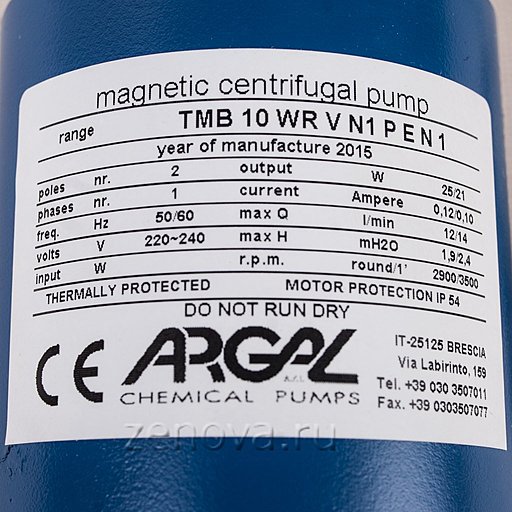 magnetic centrifugal pump
range TMB 10 WR V N1 P E N 1
year of manufacture 2015
poles nr. 2 output W 25/21
phases nr. 1 current Ampere 0,12/0,10
freq. Hz 50/60 max Q l/min 12/14
volts V 220~240 max H mH2O 1,9/2,4
input W r.p.m. round/1' 2900/3500
THERMALLY PROTECTED MOTOR PROTECTION IP 54
DO NOT RUN DRY
CE ARGAL s.r.l.
CHEMICAL PUMPS
IT-25125 BRESCIA
Via Labirinto, 159
Tel. +39 030 3507011
Fax. +39 0303507077
zenova.ru